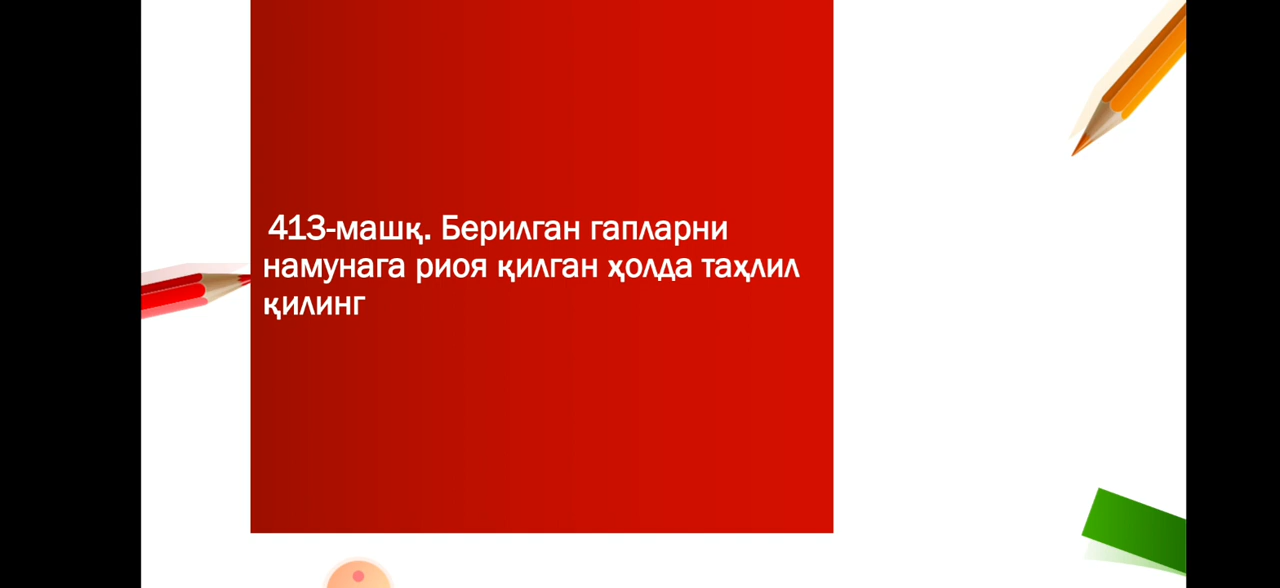 413-машқ. Берилган гапларни
намунага риоя қилган ҳолда таҳлил
қилинг